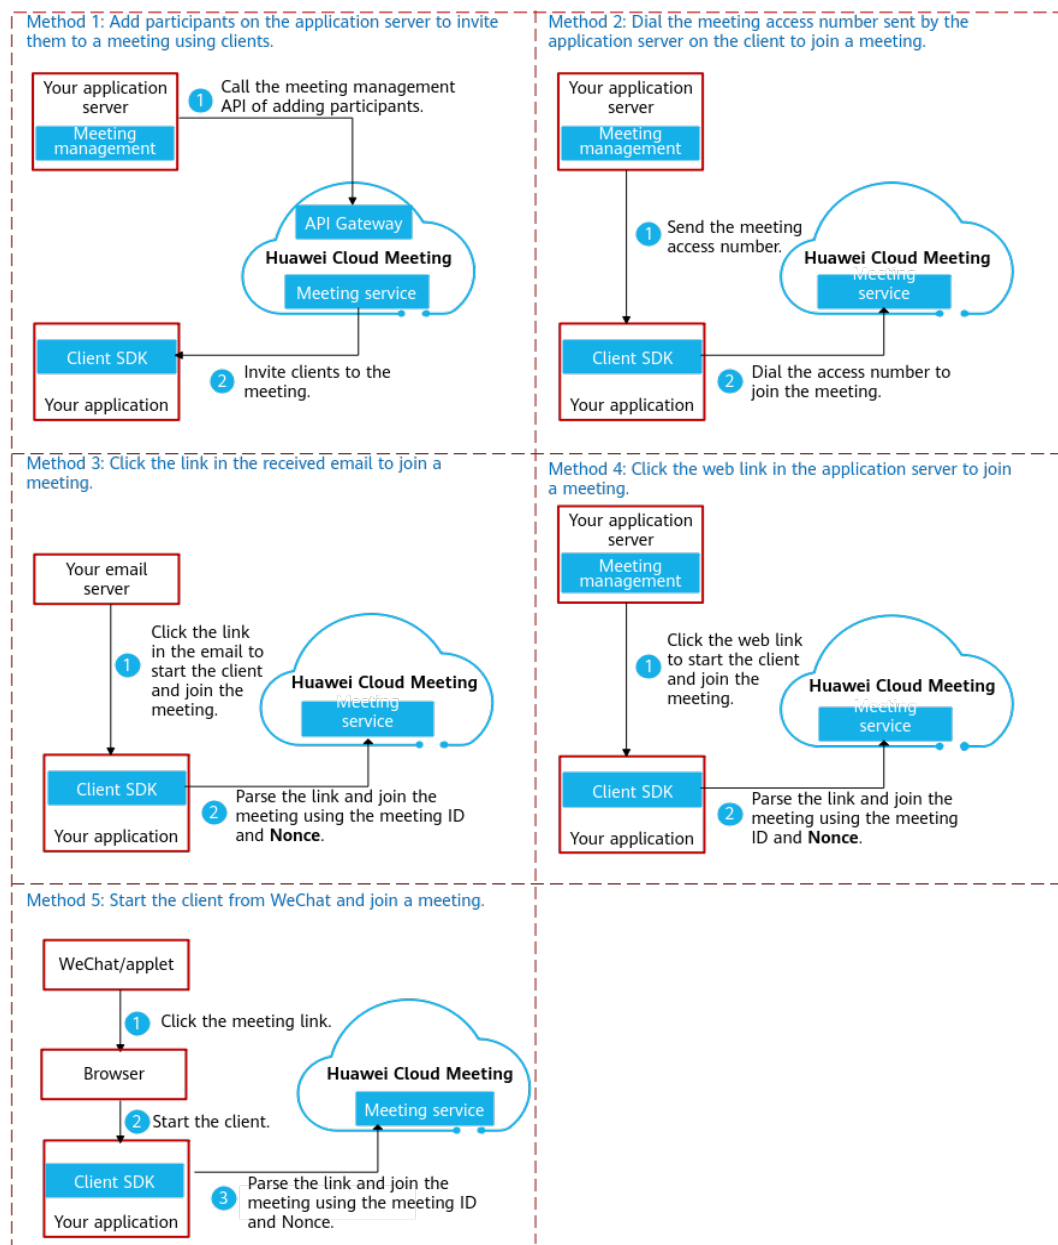 Method 1: Add participants on the application server to invite
them to a meeting using clients.
Your application
server
Meeting
management
1
Call the meeting management
API of adding participants.
API Gateway
Huawei Cloud Meeting
Meeting service
Client SDK
Your application
2
Invite clients to the
meeting.
Method 2: Dial the meeting access number sent by the
application server on the client to join a meeting.
Your application
server
Meeting
management
1
Send the meeting
access number.
Huawei Cloud Meeting
Meeting
service
Client SDK
Your application
2
Dial the access number to
join the meeting.
Method 3: Click the link in the received email to join a
meeting.
Your email
server
1
Click the link
in the email to
start the client
and join the
meeting.
Huawei Cloud Meeting
Meeting
service
Client SDK
Your application
2
Parse the link and join the
meeting using the meeting ID
and Nonce.
Method 4: Click the web link in the application server to join
a meeting.
Your application
server
Meeting
management
1
Click the web link
to start the client
and join the
meeting.
Huawei Cloud Meeting
Meeting
service
Client SDK
Your application
2
Parse the link and join the
meeting using the meeting
ID and Nonce.
Method 5: Start the client from WeChat and join a meeting.
WeChat/applet
1
Click the meeting link.
Browser
2
Start the client.
Huawei Cloud Meeting
Meeting service
Client SDK
Your application
3
Parse the link and join the
meeting using the meeting ID
and Nonce.